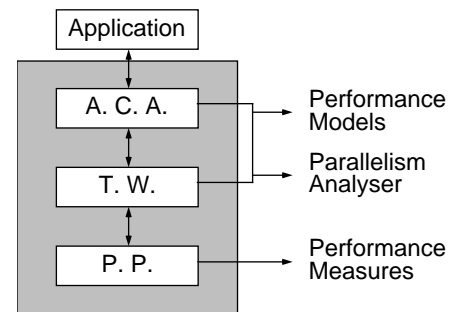 Application
A. C. A.
Performance
Models
Parallelism
Analyser
T. W.
P. P.
Performance
Measures